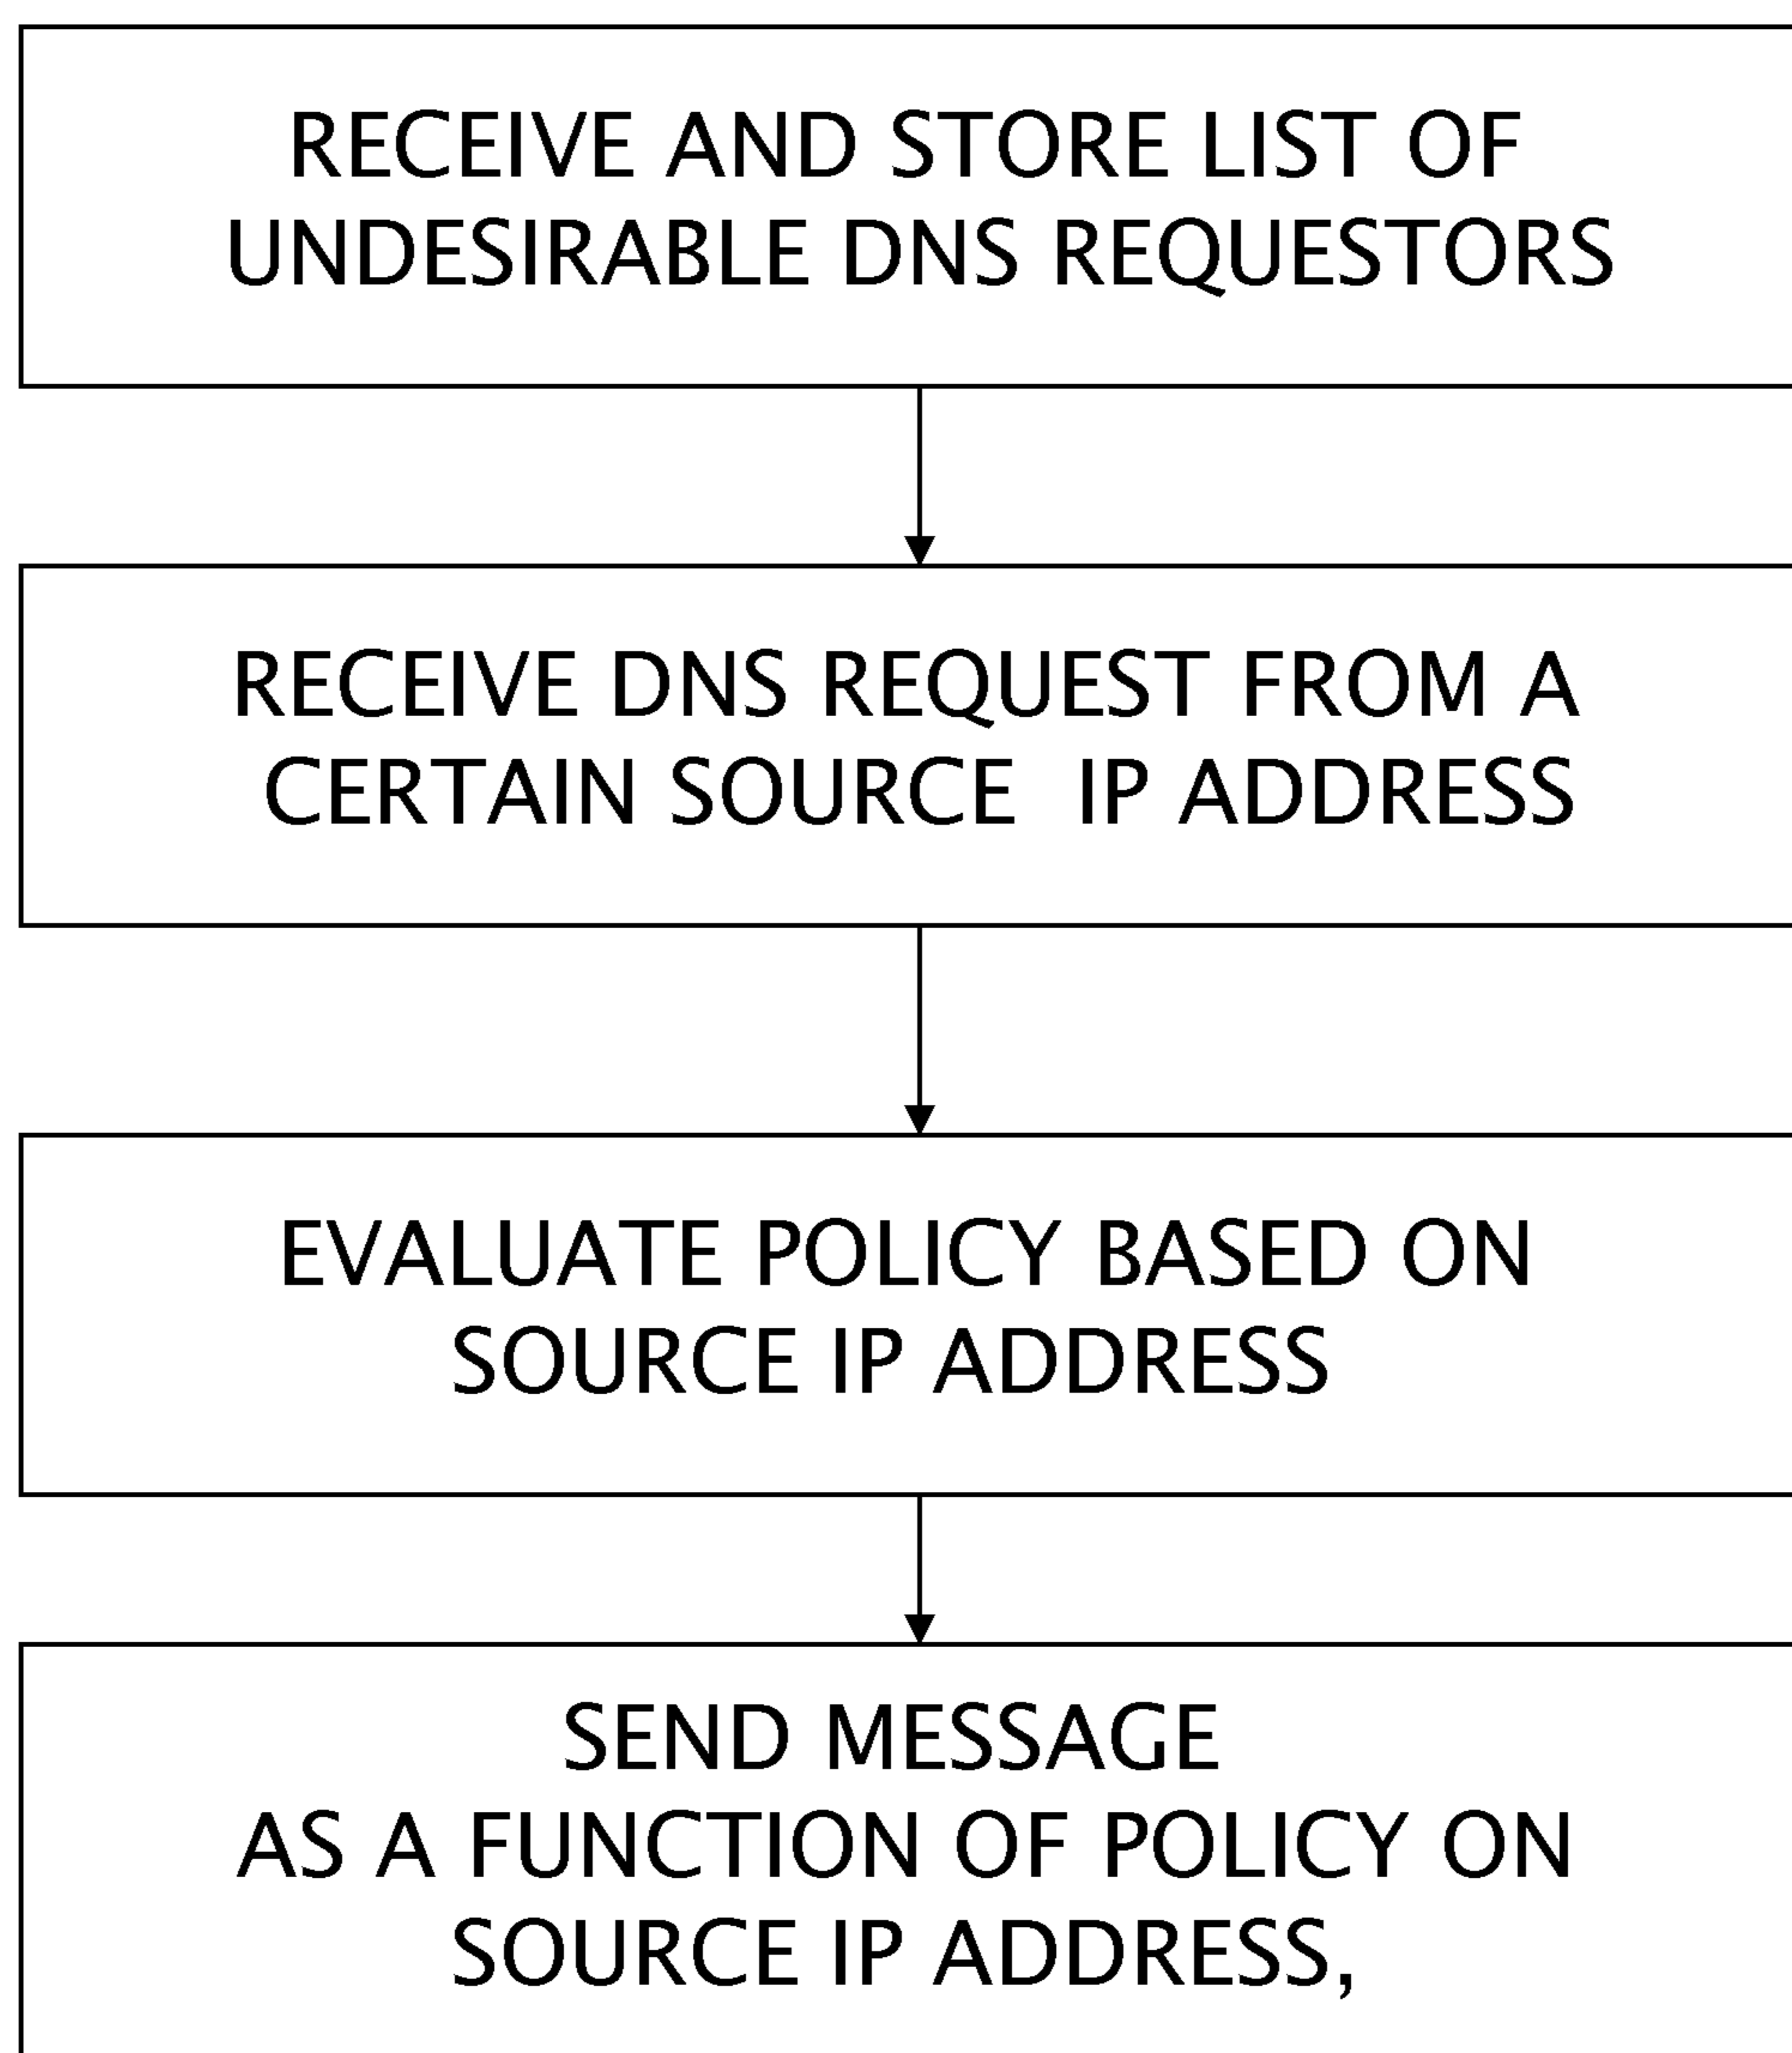 RECEIVE AND STORE LIST OF
UNDESIRABLE DNS REQUESTORS
RECEIVE DNS REQUEST FROM A
CERTAIN SOURCE  IP ADDRESS
EVALUATE POLICY BASED ON
SOURCE IP ADDRESS
SEND MESSAGE
AS A FUNCTION OF POLICY ON
SOURCE IP ADDRESS,